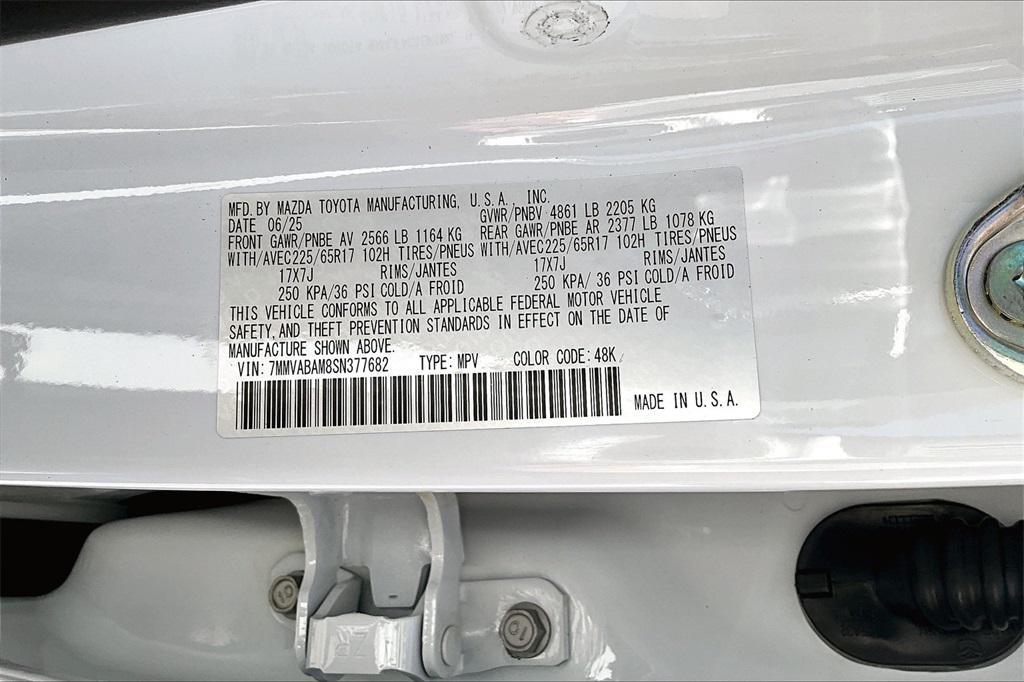 MFD. BY MAZDA TOYOTA MANUFACTURING, U.S.A., INC.
DATE 06/25 GVWR/PNBV 4861 LB 2205 KG
FRONT GAWR/PNBE AV 2566 LB 1164 KG REAR GAWR/PNBE AR 2377 LB 1078 KG
WITH/AVEC225/65R17 102H TIRES/PNEUS WITH/AVEC225/65R17 102H TIRES/PNEUS
17X7J RIMS/JANTES 17X7J RIMS/JANTES
250 KPA/36 PSI COLD/A FROID 250 KPA/ 36 PSI COLD/A FROID
THIS VEHICLE CONFORMS TO ALL APPLICABLE FEDERAL MOTOR VEHICLE
SAFETY, AND THEFT PREVENTION STANDARDS IN EFFECT ON THE DATE OF
MANUFACTURE SHOWN ABOVE.
VIN: 7MMVABAM8SN377682 TYPE: MPV COLOR CODE: 48K
MADE IN U.S.A.